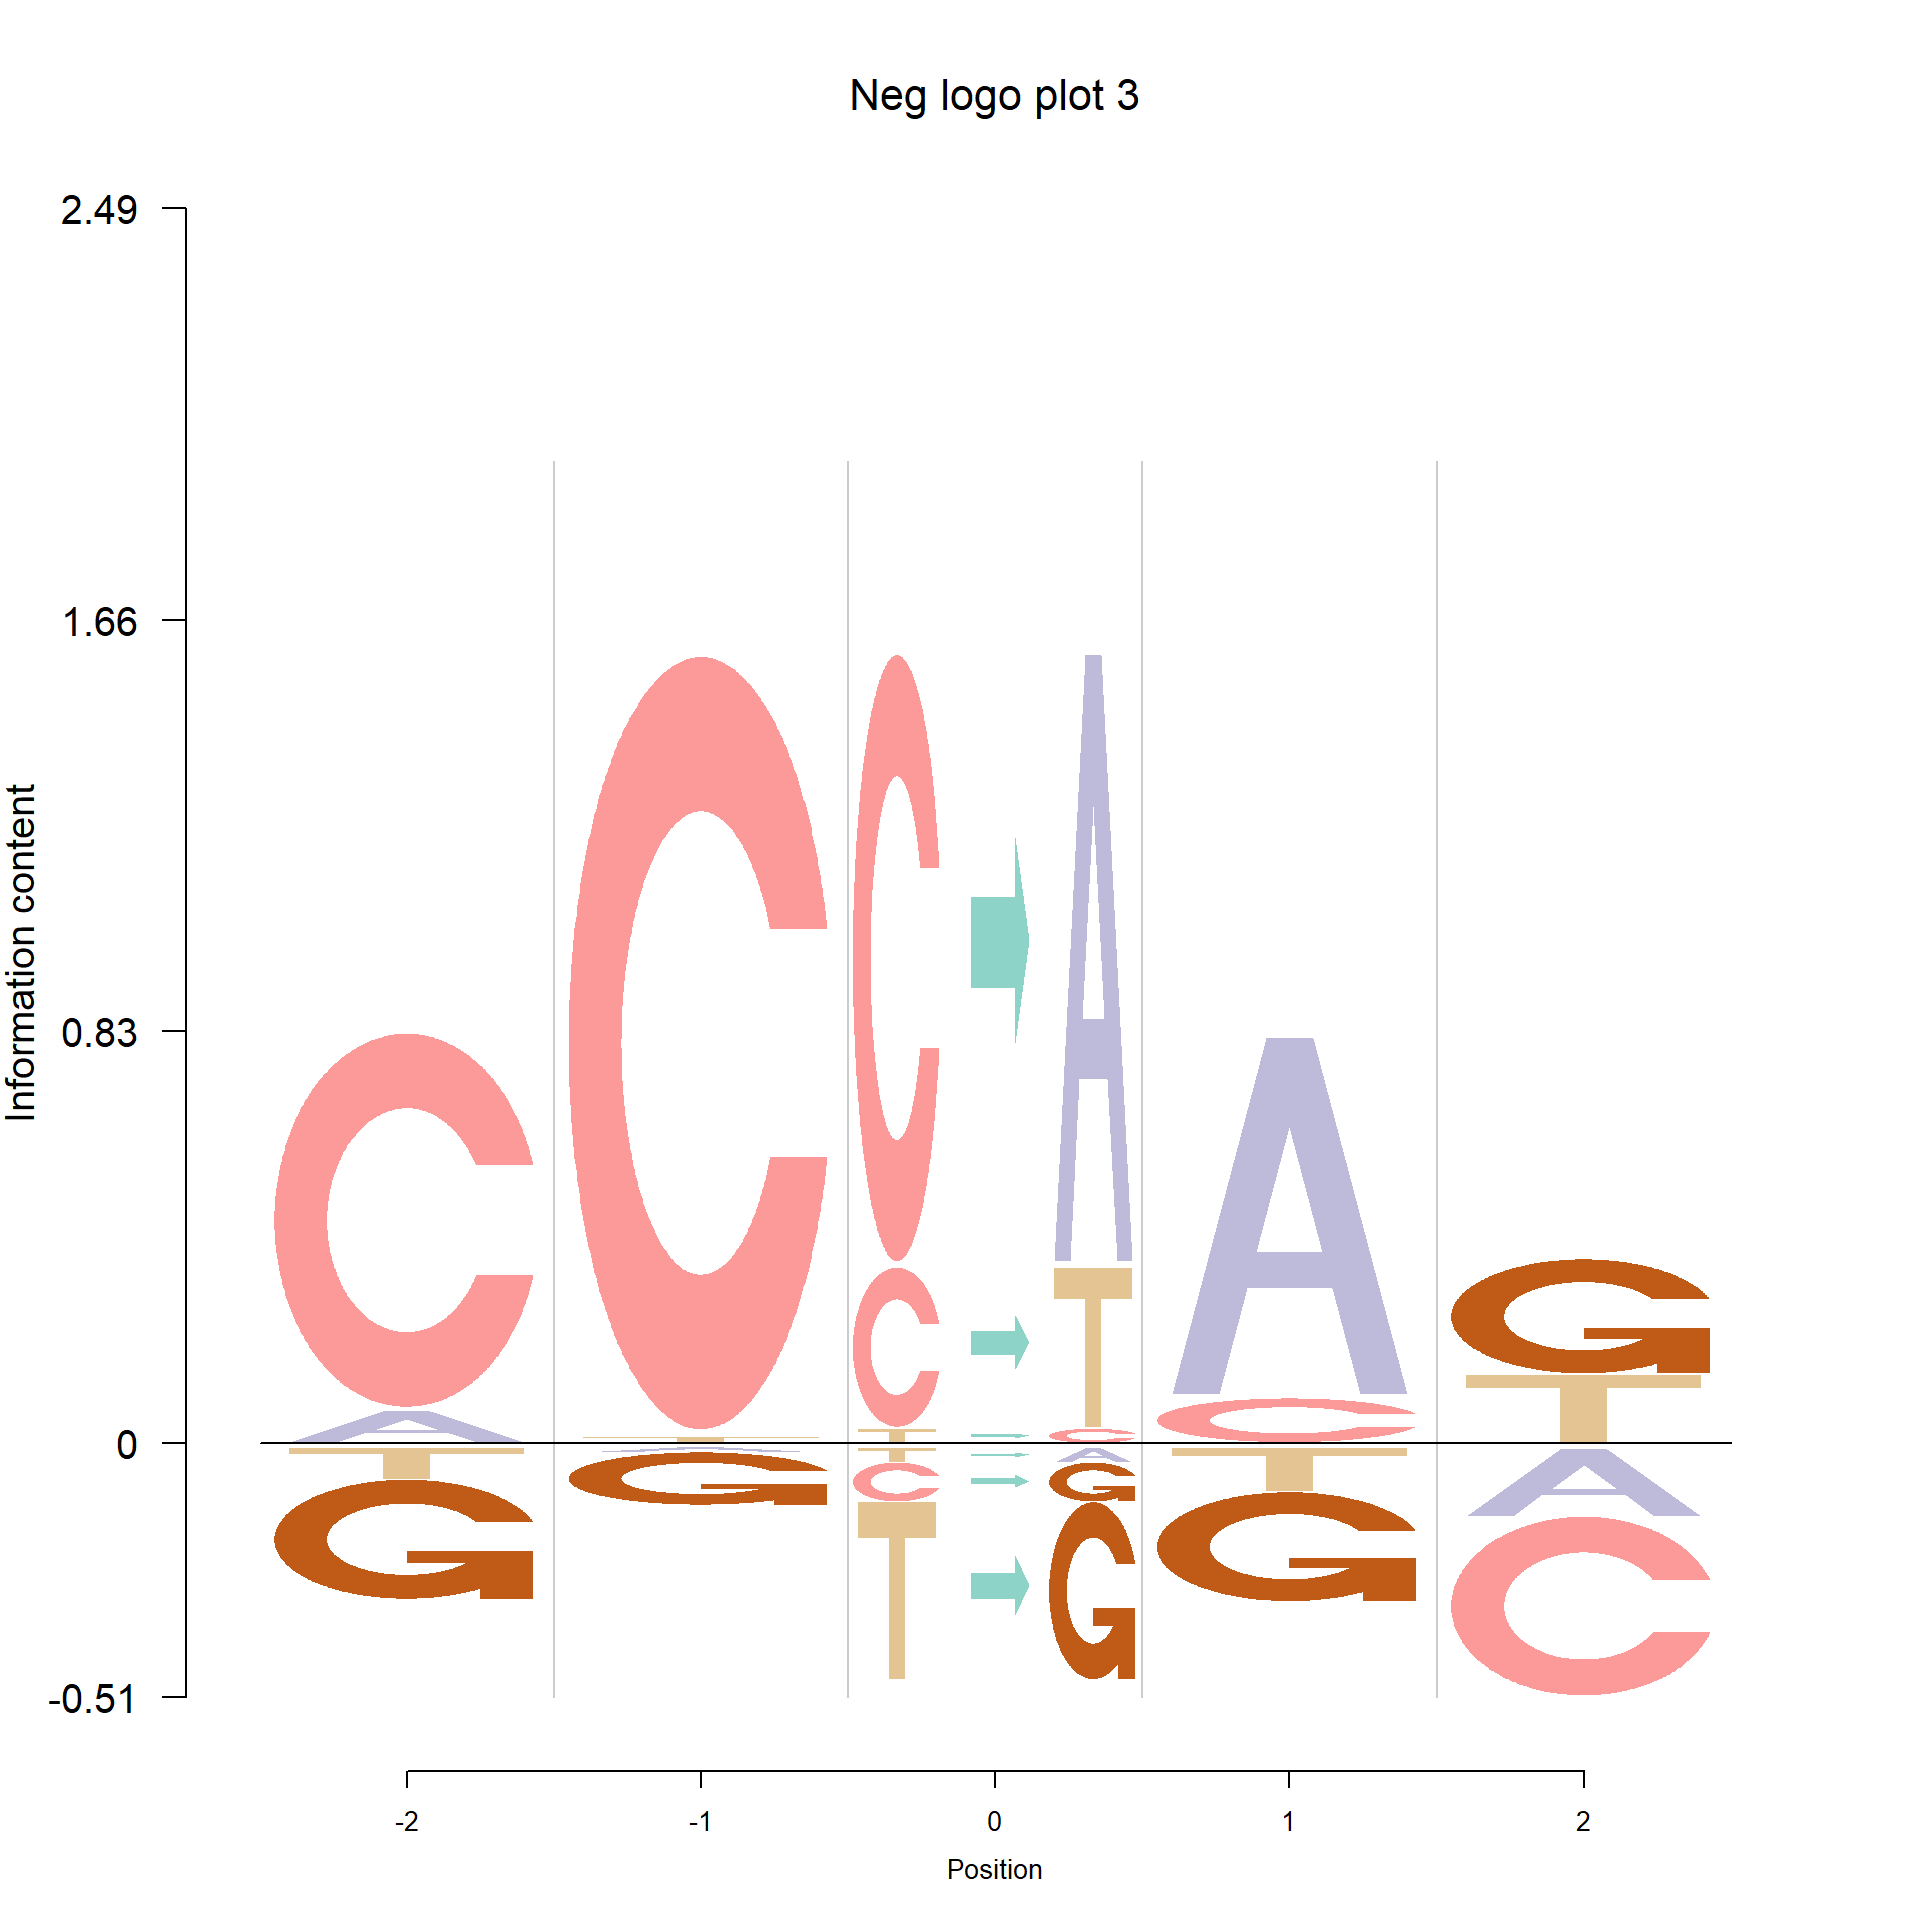 Neg logo plot 3
2.49
1.66
0.83
0
-0.51
Information content
C
A
T
G
C
T
A
G
C → A
C → T
T → C
T → A
C → G
T → G
A
C
T
G
G
T
A
C
-2 -1 0 1 2
Position